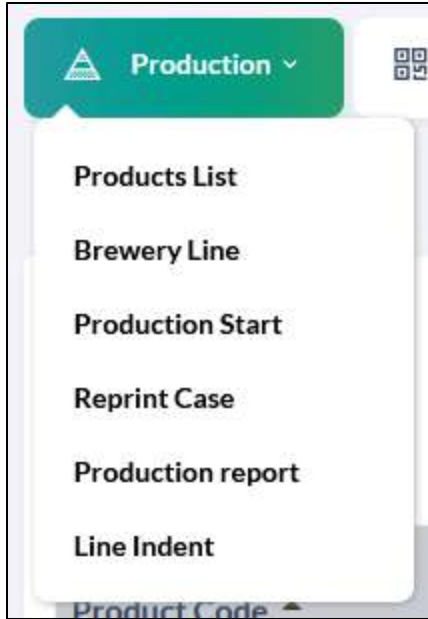 Production
Products List
Brewery Line
Production Start
Reprint Case
Production report
Line Indent
Product Code